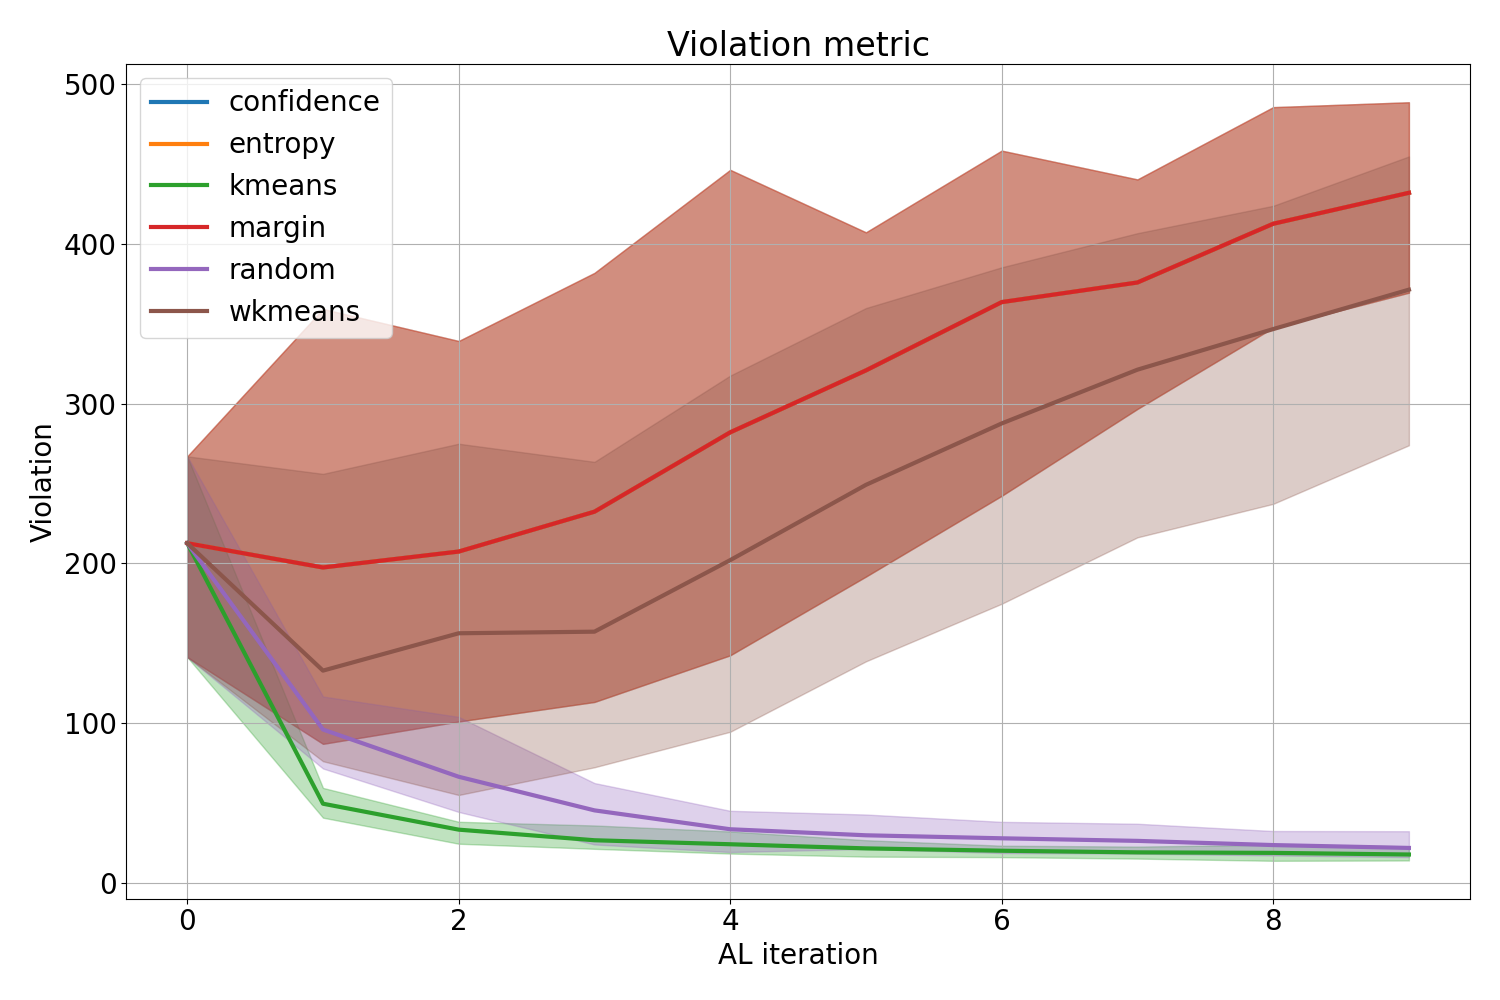 Violation metric
500
400
300
200
100
0
Violation
confidence
entropy
kmeans
margin
random
wkmeans
0 2 4 6 8
AL iteration